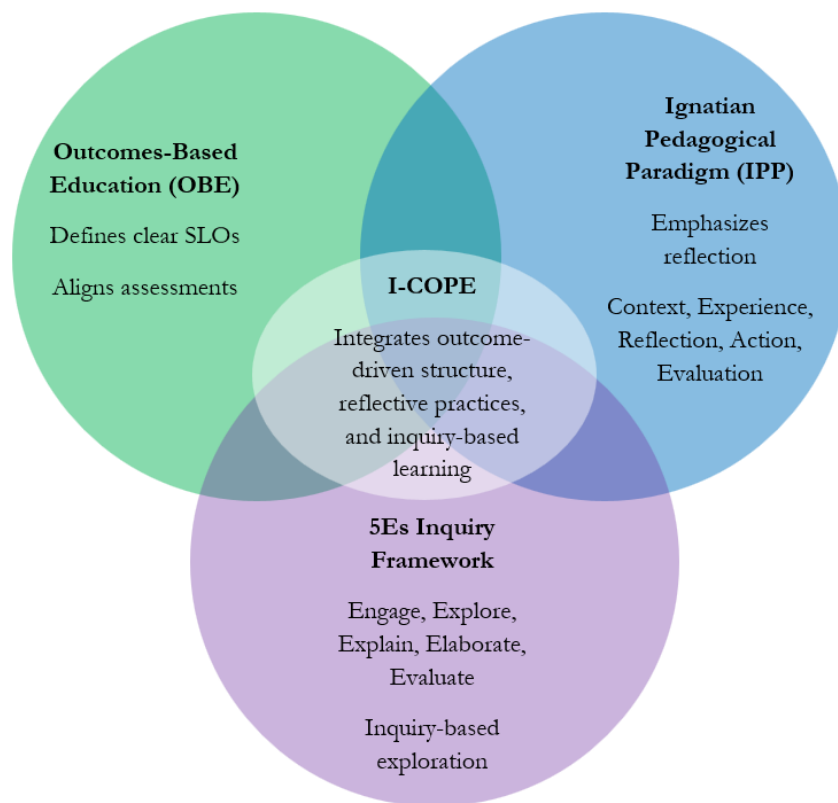 Outcomes-Based
Education (OBE)
Defines clear SLOs
Aligns assessments
Ignatian
Pedagogical
Paradigm (IPP)
Emphasizes
reflection
Context, Experience,
Reflection, Action,
Evaluation
I-COPE
Integrates outcome-
driven structure,
reflective practices,
and inquiry-based
learning
5Es Inquiry
Framework
Engage, Explore,
Explain, Elaborate,
Evaluate
Inquiry-based
exploration